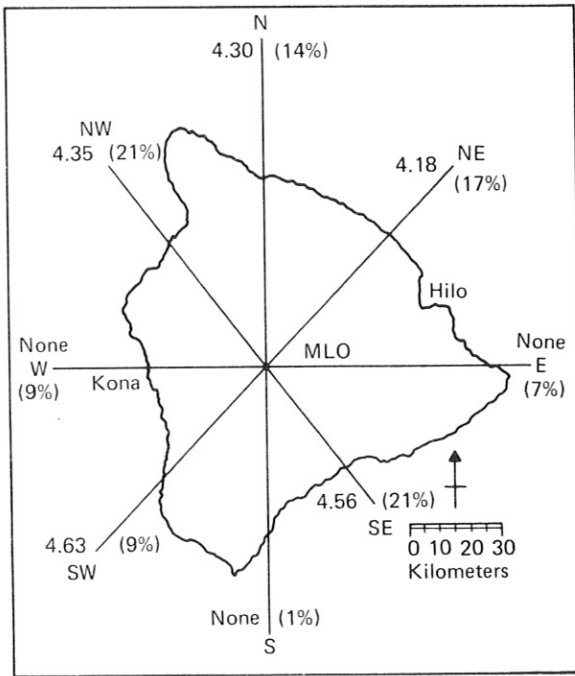 N
4.30 (14%)
NW
4.35 (21%)
4.18 NE
(17%)
Hilo
None
W
(9%)
Kona
MLO
None
E
(7%)
4.56 (21%)
SE
4.63 (9%)
SW
0 10 20 30
Kilometers
None (1%)
S